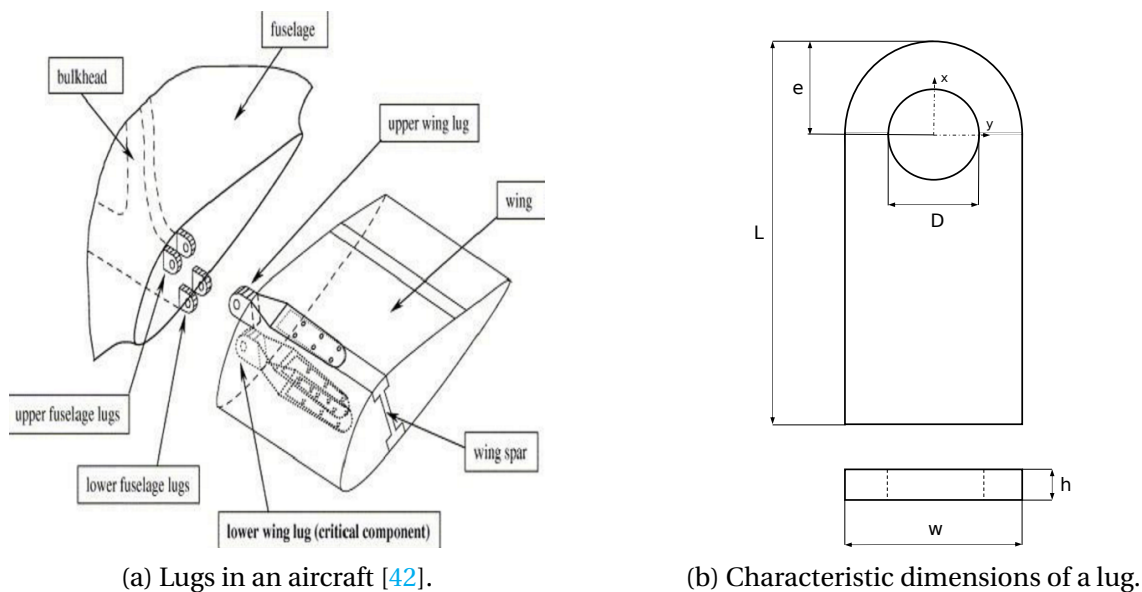 fuselage
bulkhead
upper wing lug
wing
upper fuselage lugs
lower fuselage lugs
wing spar
lower wing lug (critical component)
(a) Lugs in an aircraft [42].
e
x
y
L
D
h
w
(b) Characteristic dimensions of a lug.